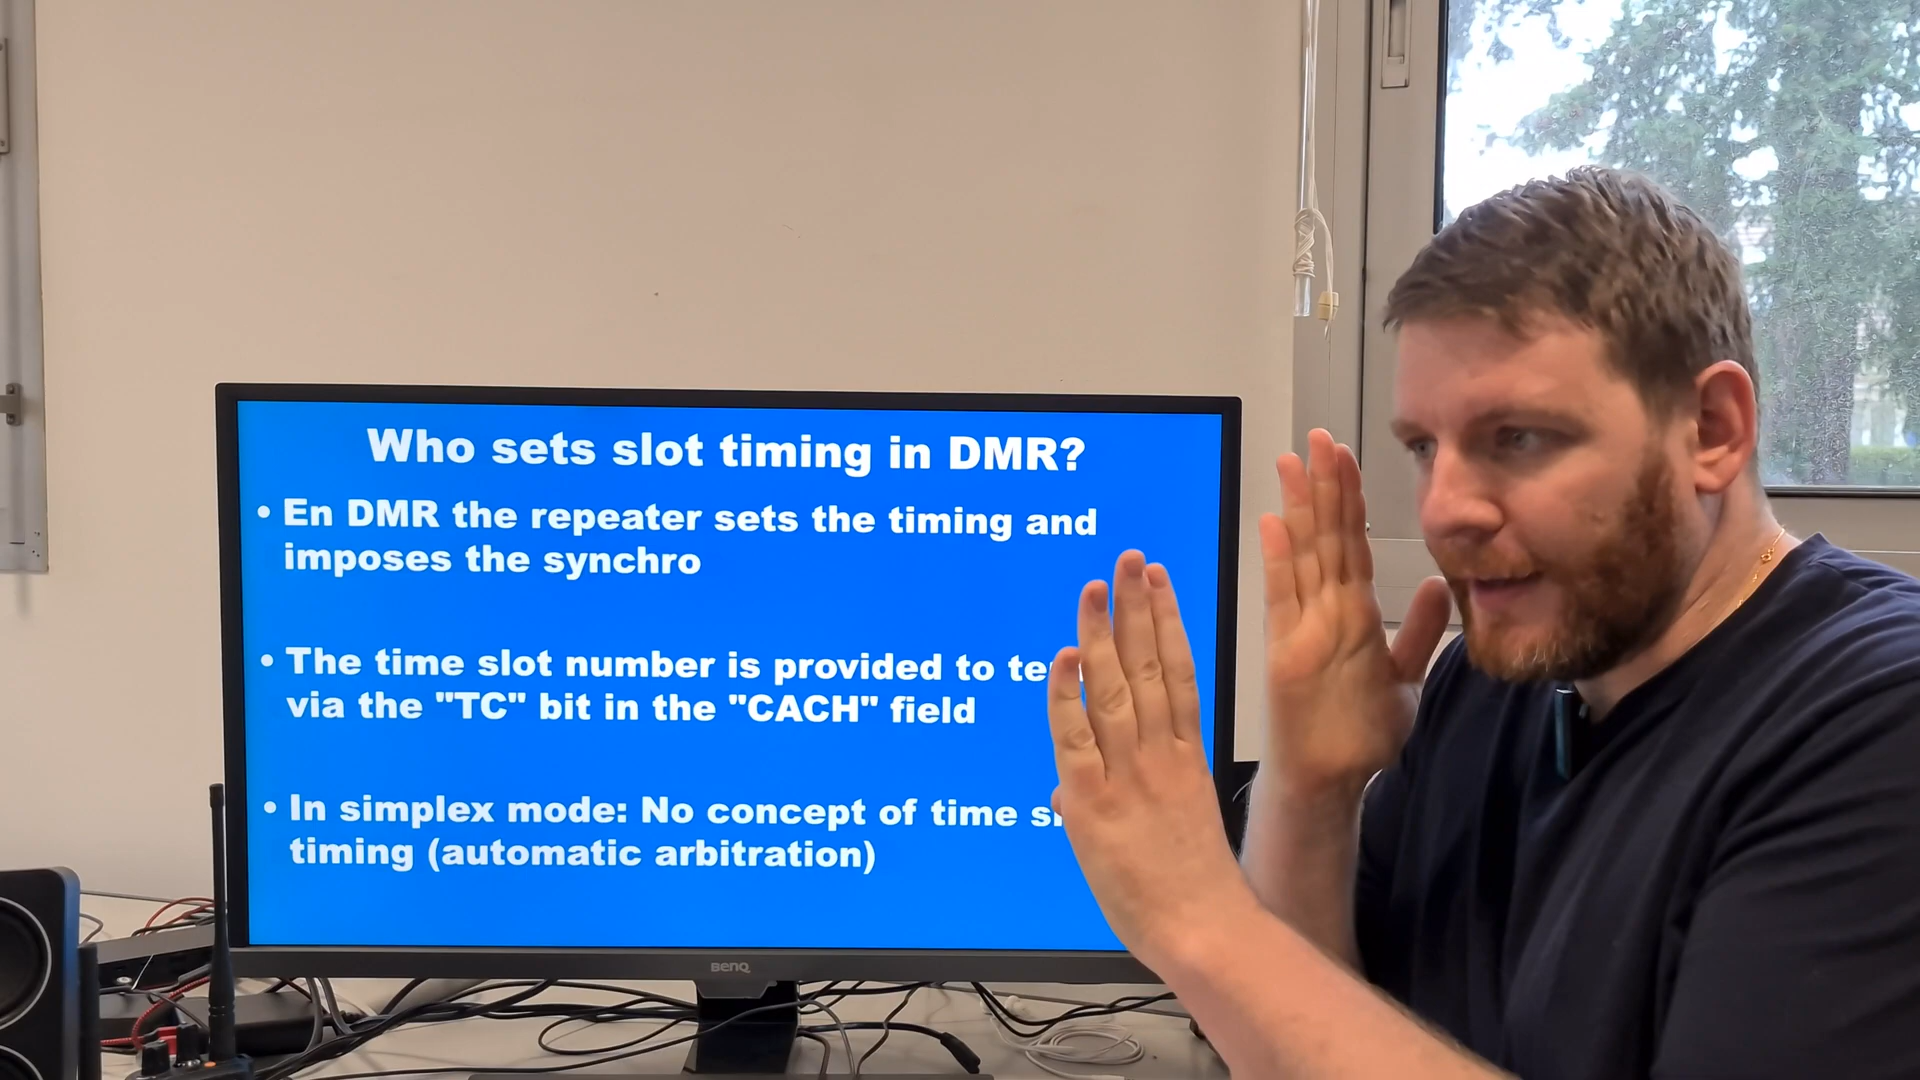 Who sets slot timing in DMR?
• En DMR the repeater sets the timing and
imposes the synchro
• The time slot number is provided to
via the "TC" bit in the "CACH" field
• In simplex mode: No concept of time
timing (automatic arbitration)
BenQ